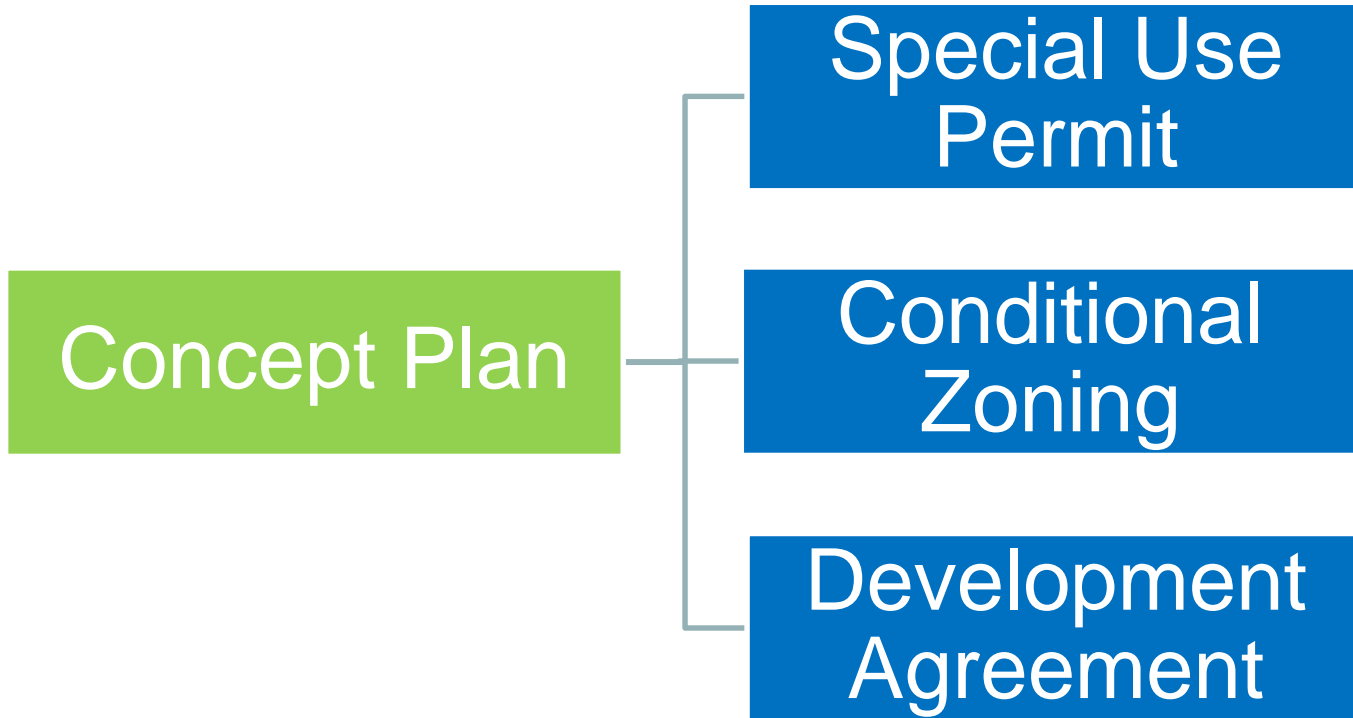 Special Use
Permit
Concept Plan
Conditional
Zoning
Development
Agreement